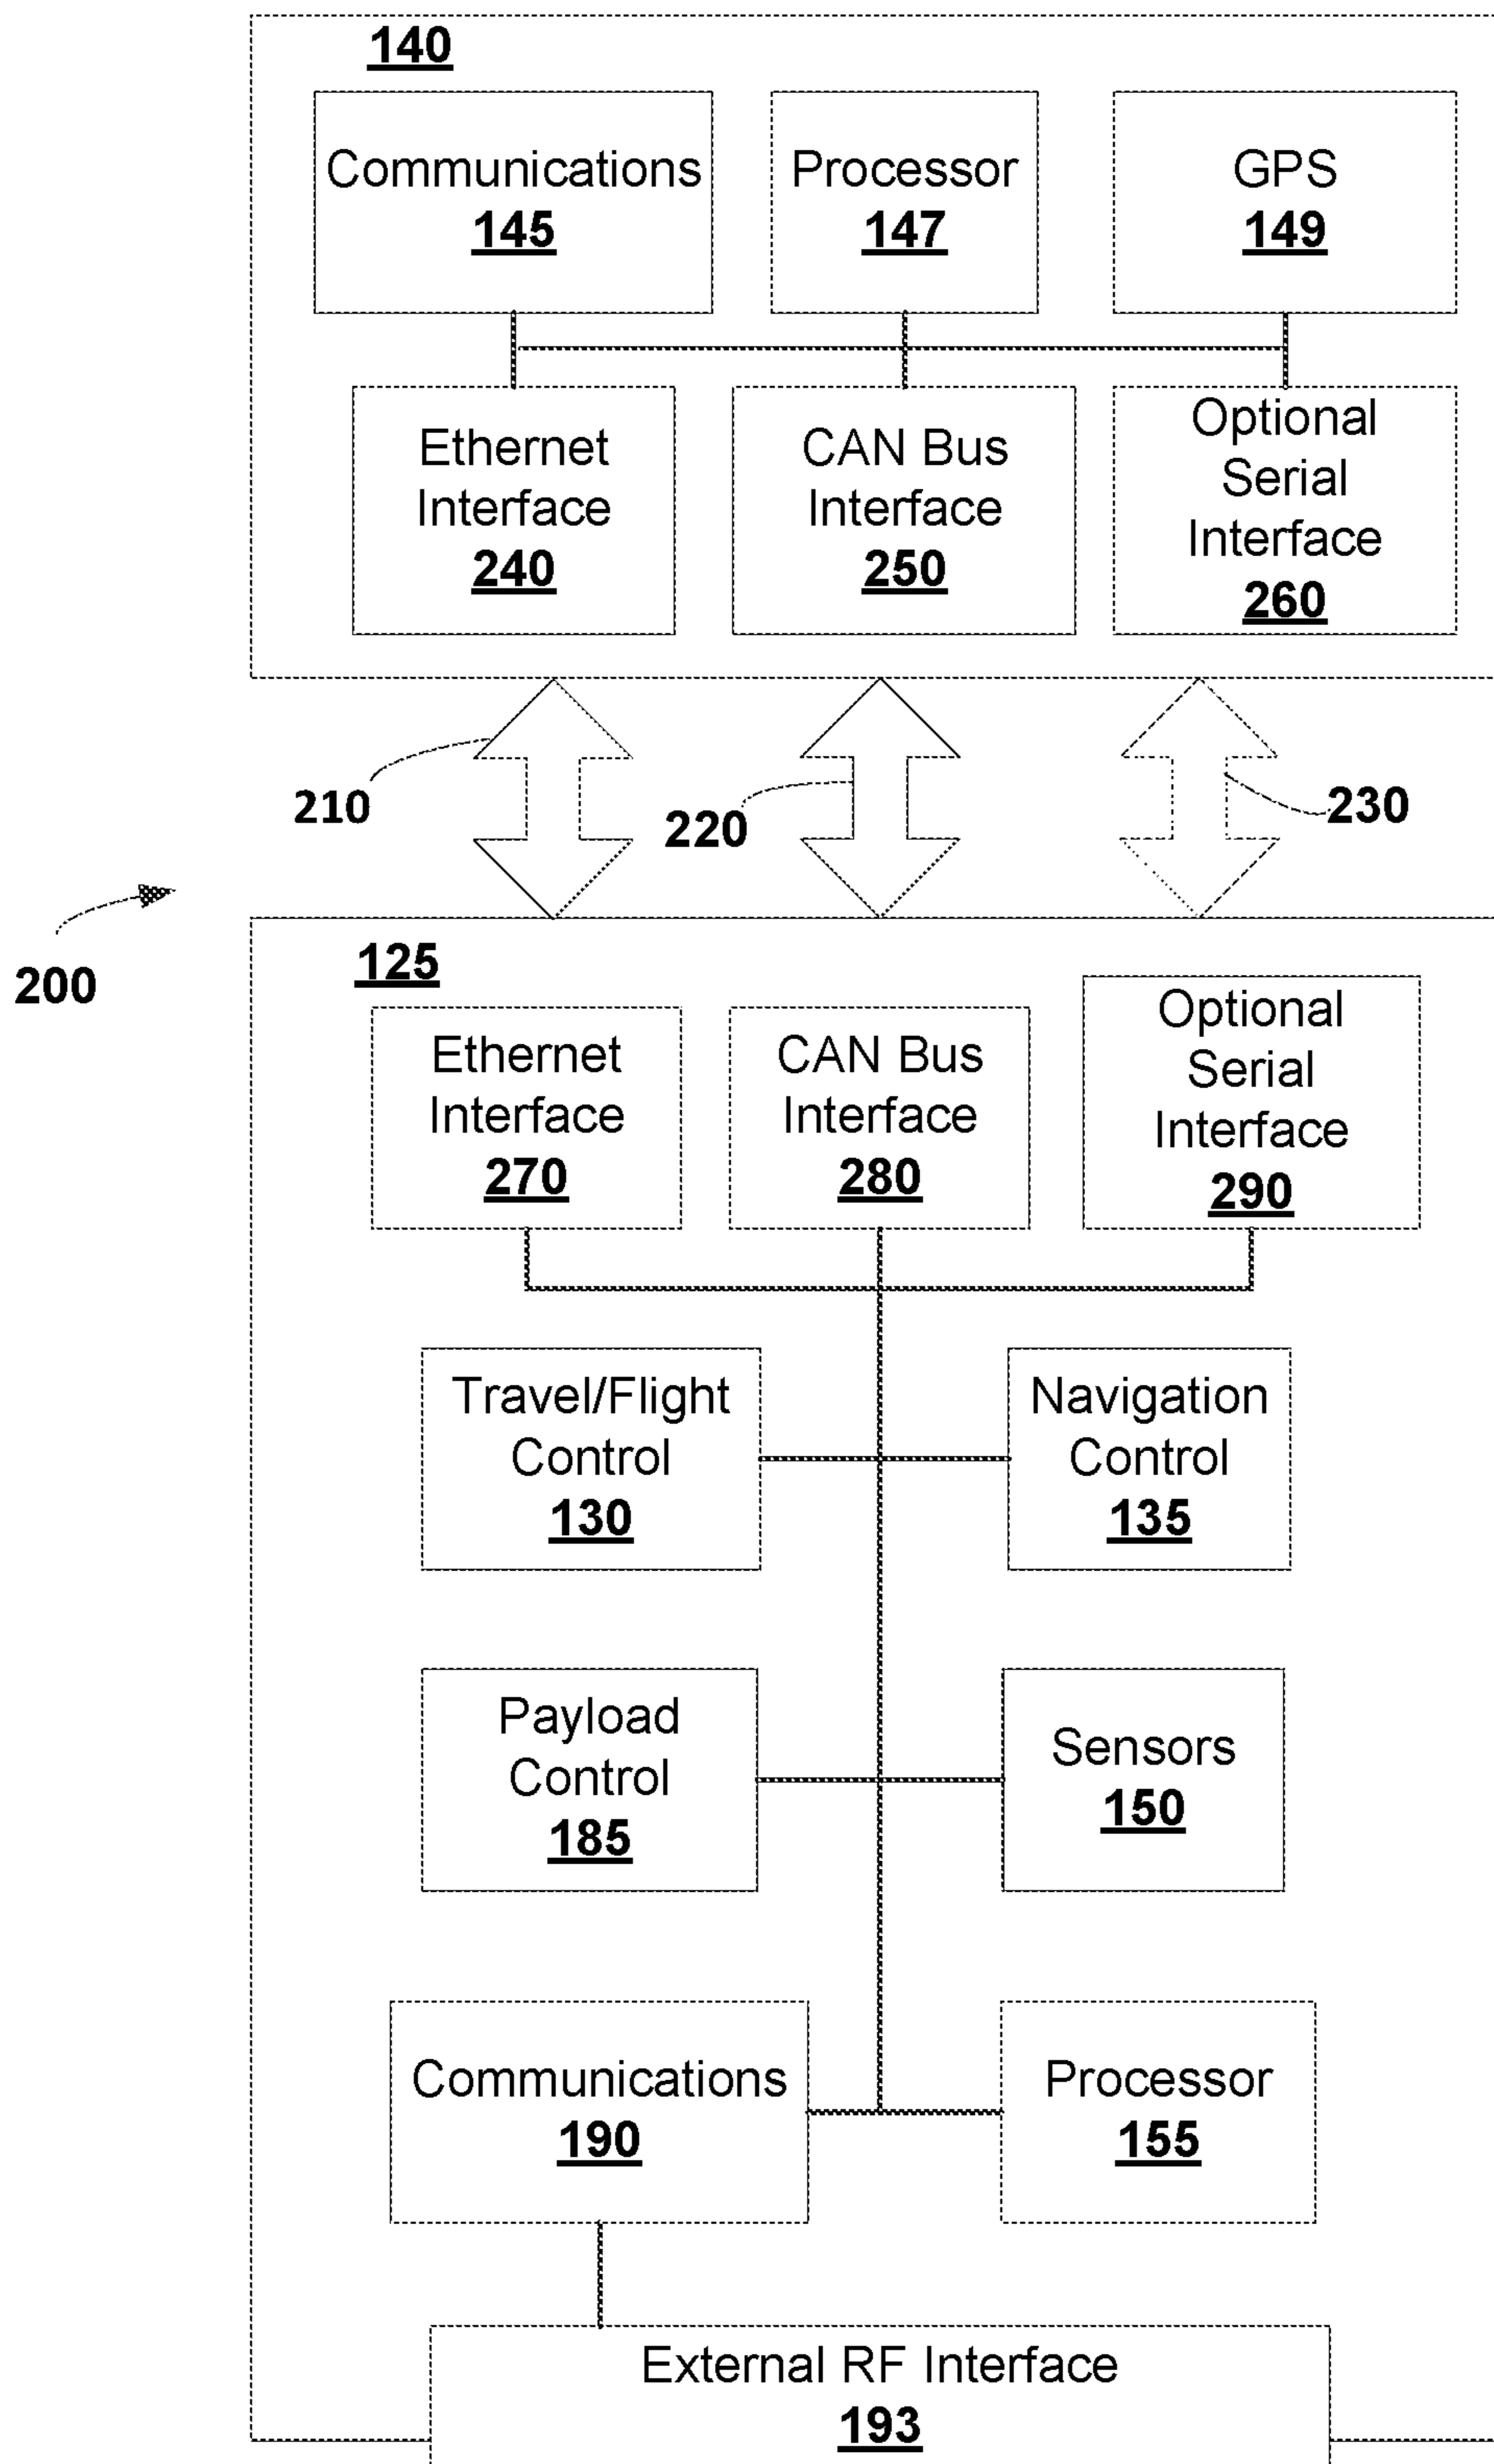 140
Communications
145
Processor
147
GPS
149
Ethernet
Interface
240
CAN Bus
Interface
250
Optional
Serial
Interface
260
210
220
230
200
125
Ethernet
Interface
270
CAN Bus
Interface
280
Optional
Serial
Interface
290
Travel/Flight
Control
130
Navigation
Control
135
Payload
Control
185
Sensors
150
Communications
190
Processor
155
External RF Interface
193